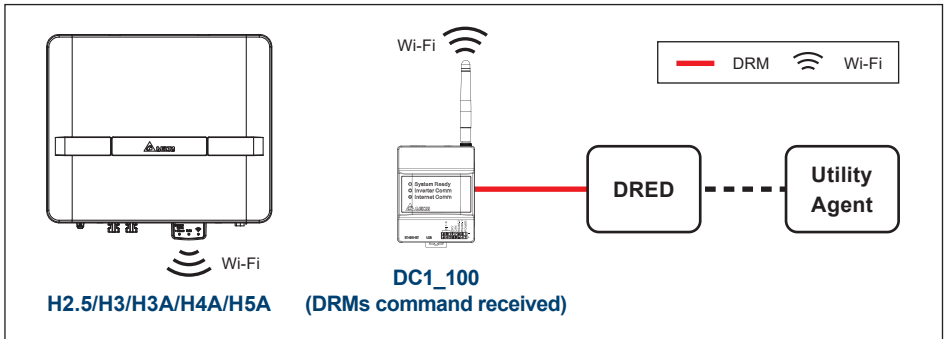 Wi-Fi
DRM
Wi-Fi
System Ready
Inverter Comm
Internet Comm
DRED
Utility
Agent
Wi-Fi
H2.5/H3/H3A/H4A/H5A
DC1_100
(DRMs command received)